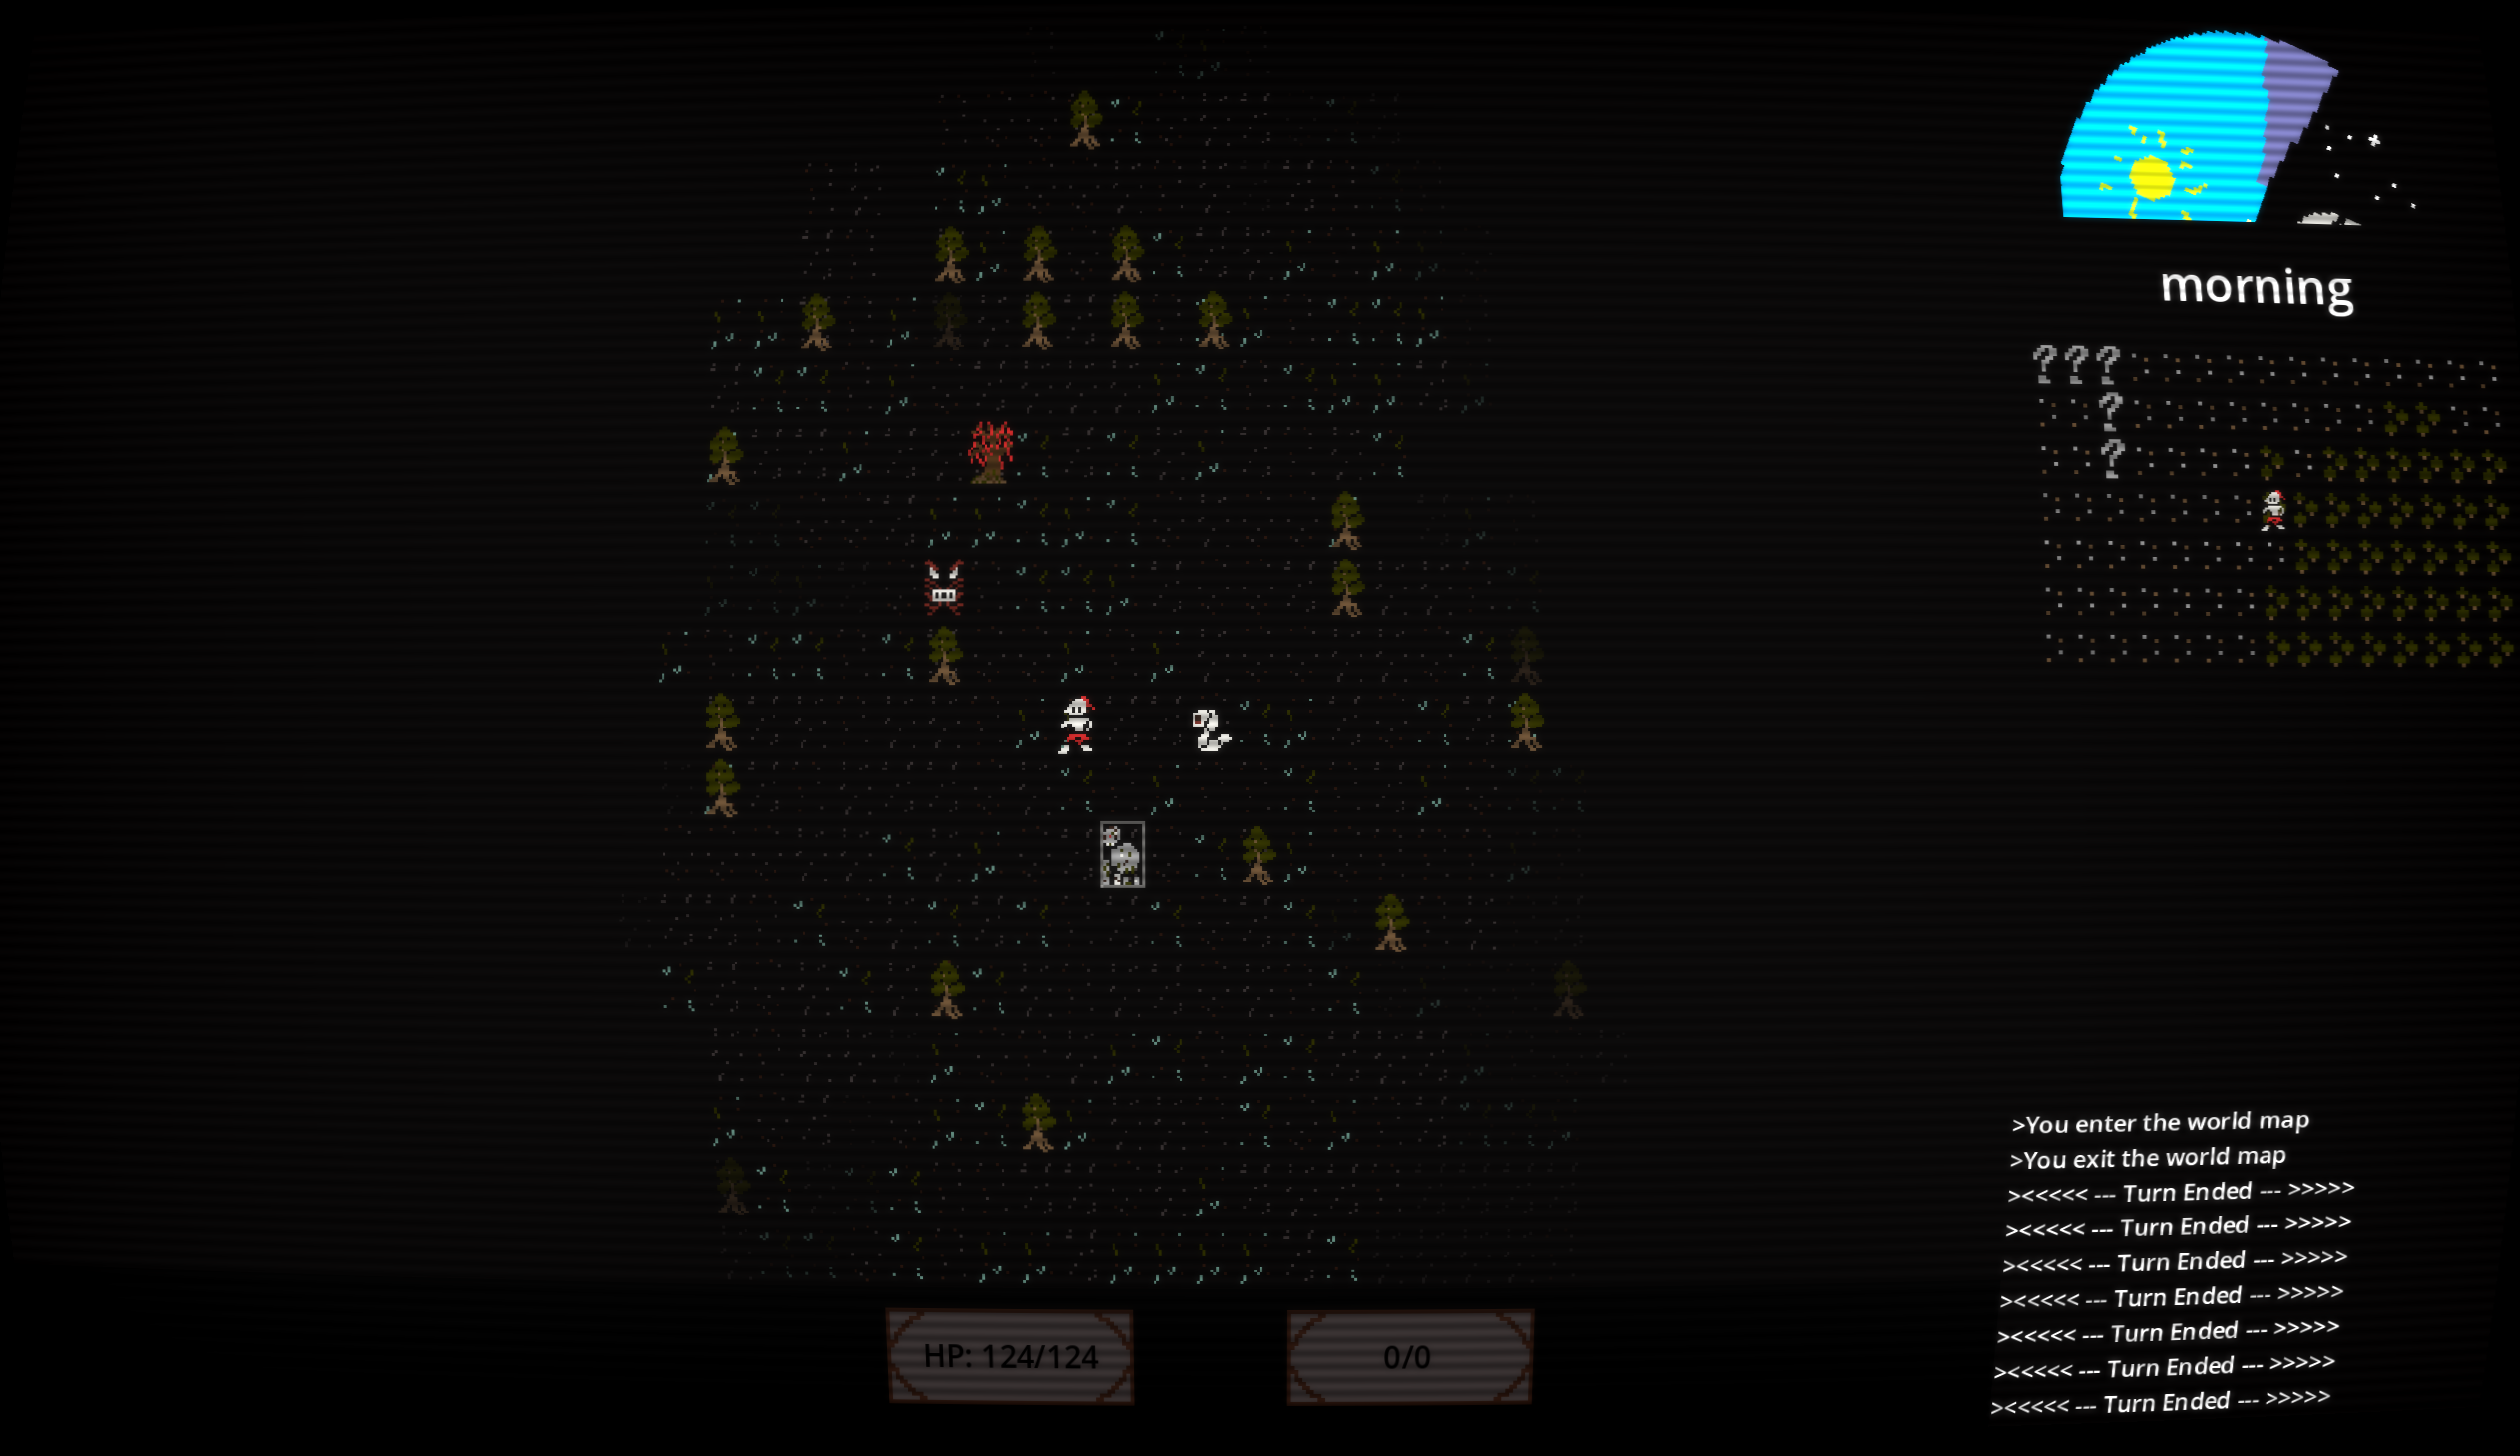 morning
? ? ?
?
?
>You enter the world map
>You exit the world map
><<<<< --- Turn Ended --- >>>>>
><<<<< --- Turn Ended --- >>>>>
><<<<< --- Turn Ended --- >>>>>
><<<<< --- Turn Ended --- >>>>>
><<<<< --- Turn Ended --- >>>>>
><<<<< --- Turn Ended --- >>>>>
><<<<< --- Turn Ended --- >>>>>
HP: 124/124
0/0